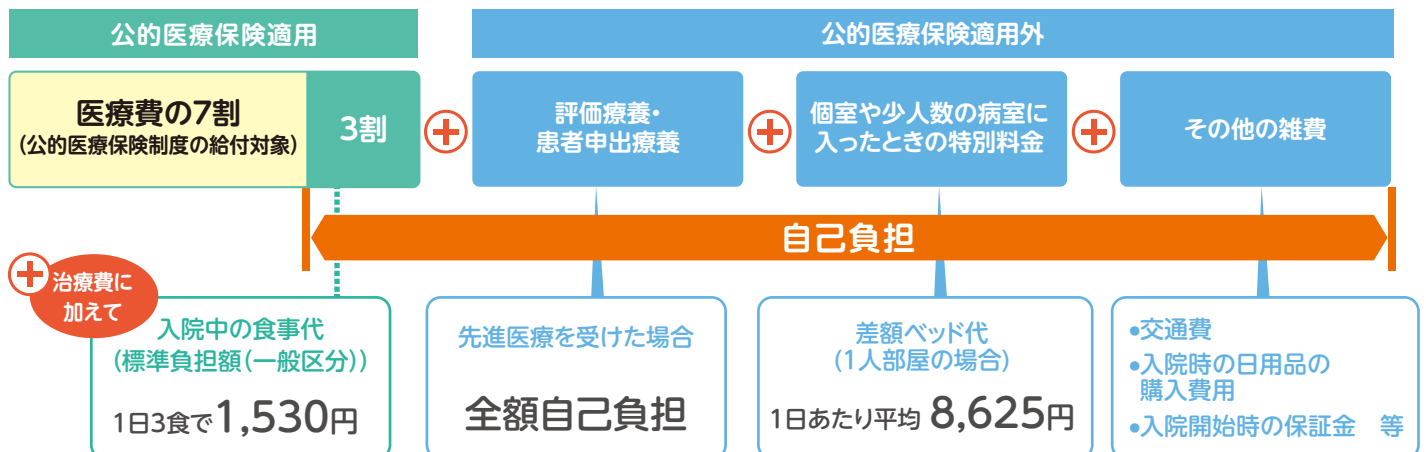 公的医療保険適用
公的医療保険適用外
医療費の7割
(公的医療保険制度の給付対象)
3割
評価療養・
患者申出療養
個室や少人数の病室に
入ったときの特別料金
その他の雑費
自己負担
治療費に
加えて
入院中の食事代
(標準負担額(一般区分))
1日3食で1,530円
先進医療を受けた場合
全額自己負担
差額ベッド代
(1人部屋の場合)
1日あたり平均 8,625円
●交通費
●入院時の日用品の
購入費用
●入院開始時の保証金 等